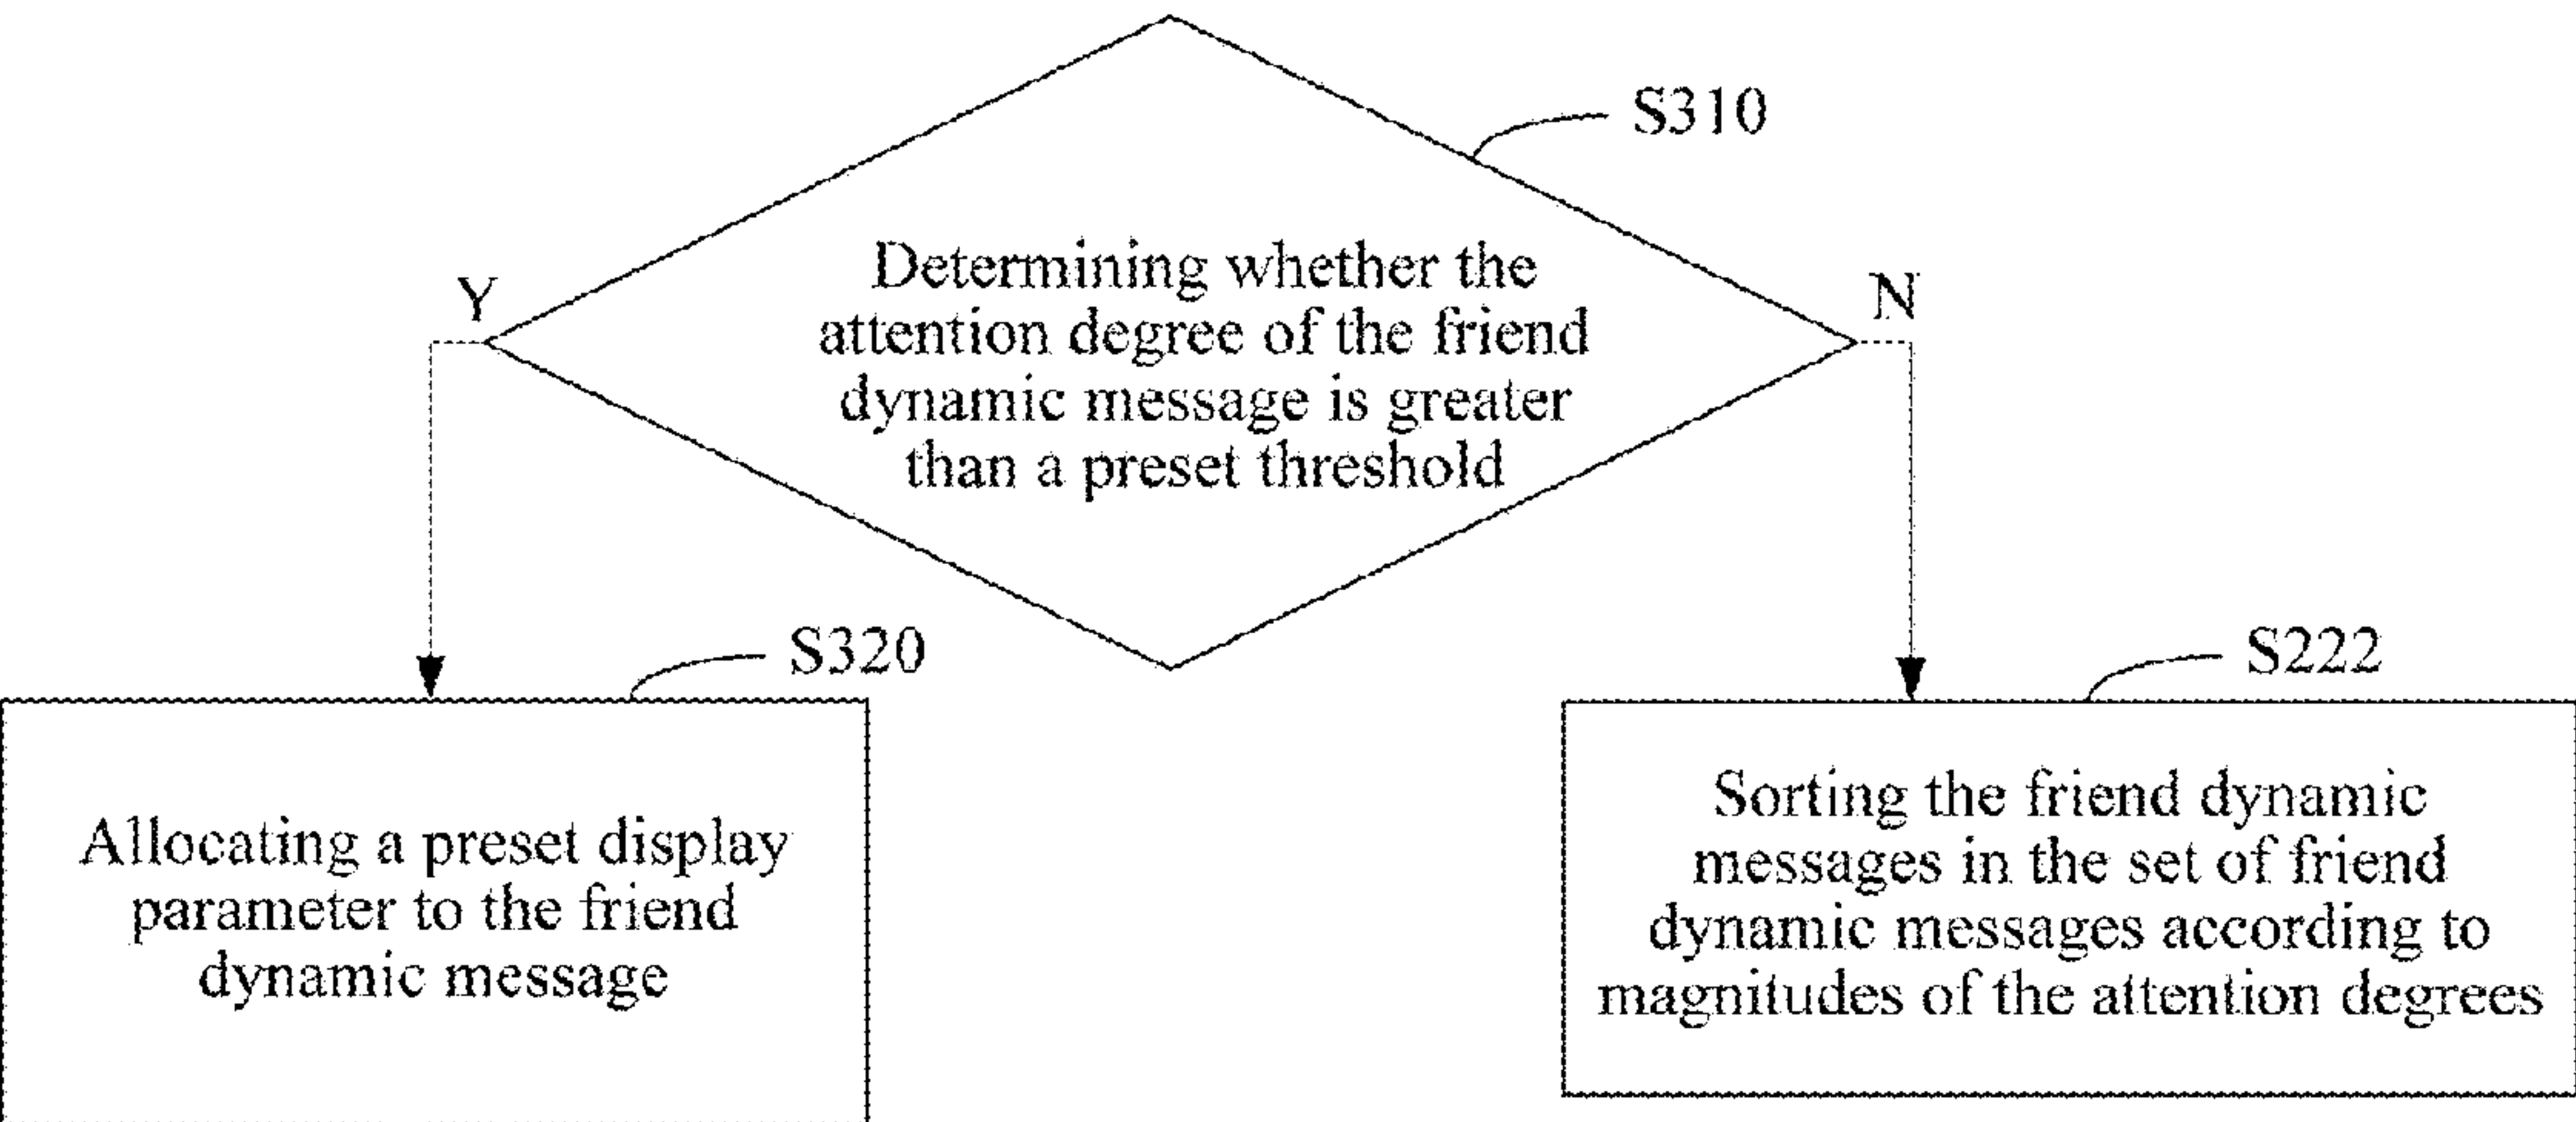 S310
Determining whether the
attention degree of the friend
dynamic message is greater
than a preset threshold
Y
N
S320
Allocating a preset display
parameter to the friend
dynamic message
S222
Sorting the friend dynamic
messages in the set of friend
dynamic messages according to
magnitudes of the attention degrees